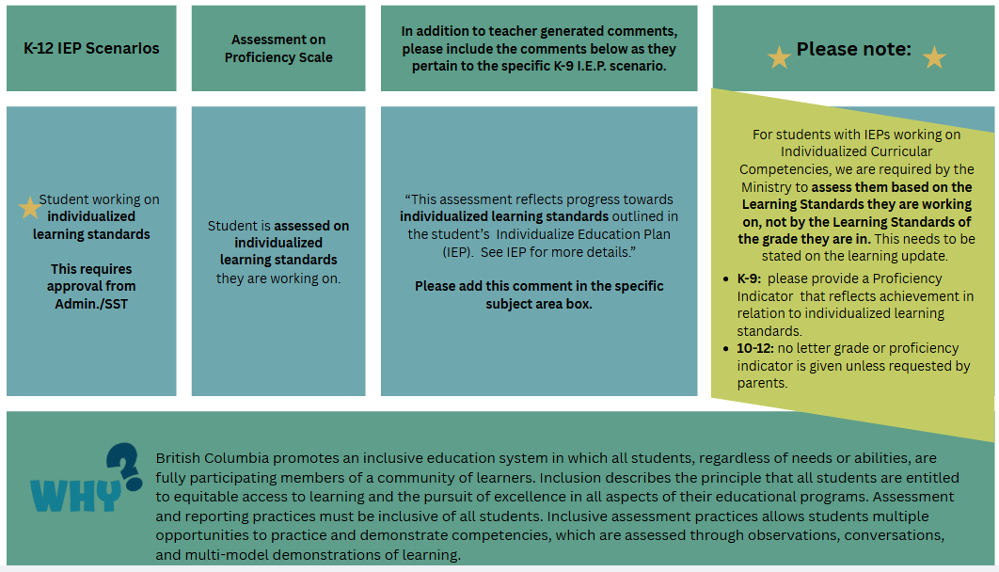 K-12 IEP Scenarios
Assessment on
Proficiency Scale
In addition to teacher generated comments,
please include the comments below as they
pertain to the specific K-9 I.E.P. scenario.
Please note:
Student working on
individualized
learning standards
This requires
approval from
Admin./SST
Student is assessed on
individualized
learning standards
they are working on.
“This assessment reflects progress towards
individualized learning standards outlined in
the student’s Individualize Education Plan
(IEP). See IEP for more details.”
Please add this comment in the specific
subject area box.
For students with IEPs working on
Individualized Curricular
Competencies, we are required by the
Ministry to assess them based on the
Learning Standards they are working
on, not by the Learning Standards of
the grade they are in. This needs to be
stated on the learning update.
• K-9: please provide a Proficiency
Indicator that reflects achievement in
relation to individualized learning
standards.
• 10-12: no letter grade or proficiency
indicator is given unless requested by
parents.
WHY?
British Columbia promotes an inclusive education system in which all students, regardless of needs or abilities, are
fully participating members of a community of learners. Inclusion describes the principle that all students are entitled
to equitable access to learning and the pursuit of excellence in all aspects of their educational programs. Assessment
and reporting practices must be inclusive of all students. Inclusive assessment practices allows students multiple
opportunities to practice and demonstrate competencies, which are assessed through observations, conversations,
and multi-model demonstrations of learning.